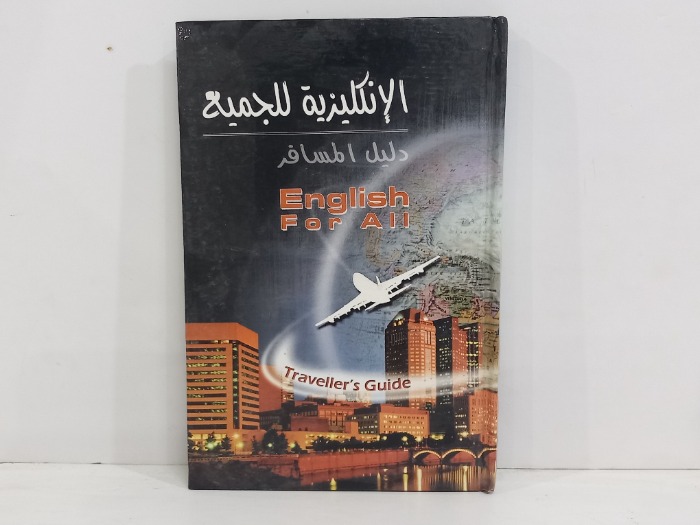 الإنكليزية للجميع
دليل المسافر
English
For All
Traveller's Guide